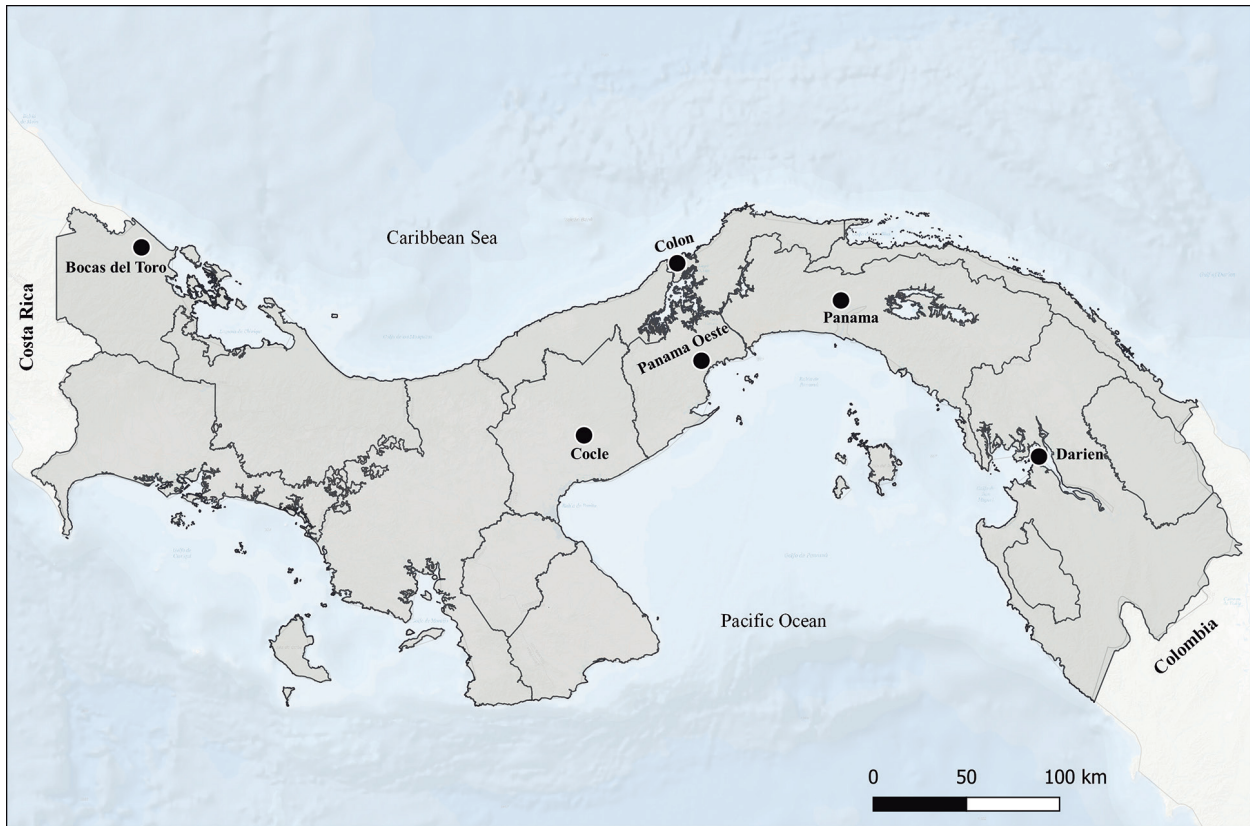 Caribbean Sea
Colon
Bocas del Toro
Costa Rica
Panama
Panama Oeste
Cocle
Darien
Pacific Ocean
Colombia
0 50 100 km